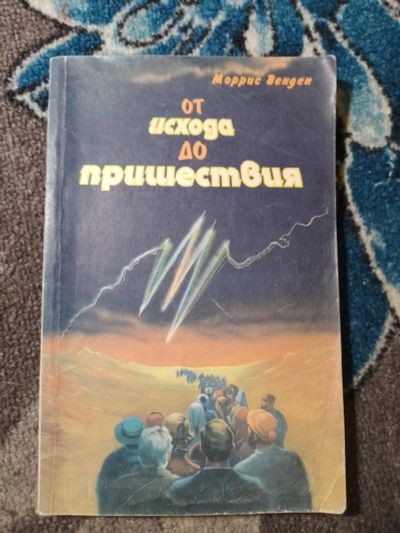 Моррис Венден
от
исхода
до
пришествия